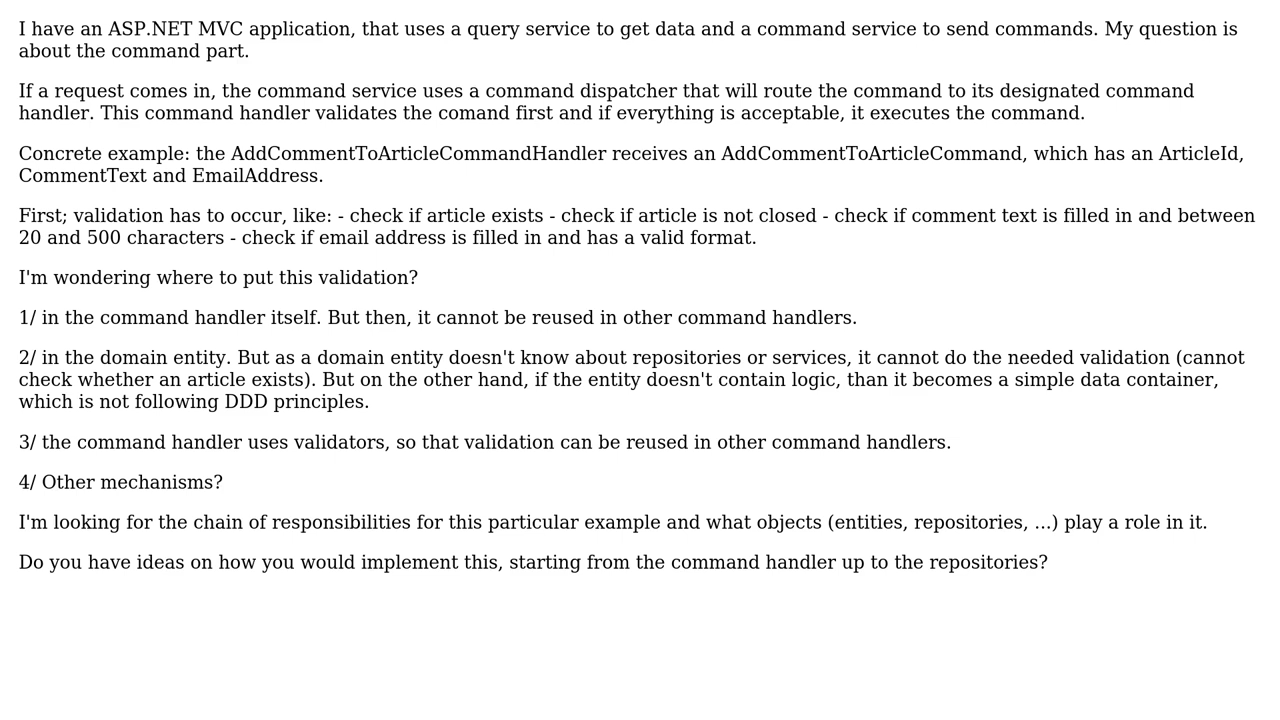 I have an ASP.NET MVC application, that uses a query service to get data and a command service to send commands. My question is
about the command part.
If a request comes in, the command service uses a command dispatcher that will route the command to its designated command
handler. This command handler validates the comand first and if everything is acceptable, it executes the command.
Concrete example: the AddCommentToArticleCommandHandler receives an AddCommentToArticleCommand, which has an ArticleId,
CommentText and EmailAddress.
First; validation has to occur, like: - check if article exists - check if article is not closed - check if comment text is filled in and between
20 and 500 characters - check if email address is filled in and has a valid format.
I'm wondering where to put this validation?
1/ in the command handler itself. But then, it cannot be reused in other command handlers.
2/ in the domain entity. But as a domain entity doesn't know about repositories or services, it cannot do the needed validation (cannot
check whether an article exists). But on the other hand, if the entity doesn't contain logic, than it becomes a simple data container,
which is not following DDD principles.
3/ the command handler uses validators, so that validation can be reused in other command handlers.
4/ Other mechanisms?
I'm looking for the chain of responsibilities for this particular example and what objects (entities, repositories, ...) play a role in it.
Do you have ideas on how you would implement this, starting from the command handler up to the repositories?